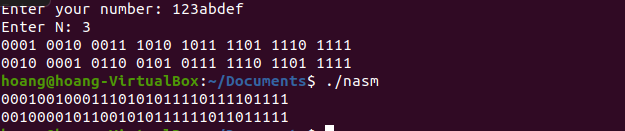 Enter your number: 123abdef
Enter N: 3
0001 0010 0011 1010 1011 1101 1110 1111
0010 0001 0110 0101 0111 1110 1101 1111
hoang@hoang-VirtualBox:~/Documents$ ./nasm
00010010001110101011110111101111
00100001011001010111111011011111